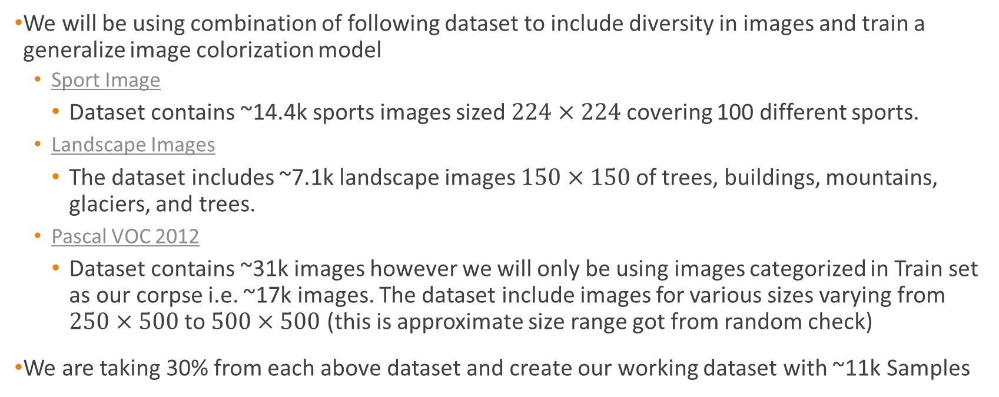 •We will be using combination of following dataset to include diversity in images and train a
generalize image colorization model
• Sport Image
• Dataset contains ~14.4k sports images sized 224 × 224 covering 100 different sports.
• Landscape Images
• The dataset includes ~7.1k landscape images 150 × 150 of trees, buildings, mountains,
glaciers, and trees.
• Pascal VOC 2012
• Dataset contains ~31k images however we will only be using images categorized in Train set
as our corpse i.e. ~17k images. The dataset include images for various sizes varying from
250 × 500 to 500 × 500 (this is approximate size range got from random check)
•We are taking 30% from each above dataset and create our working dataset with ~11k Samples